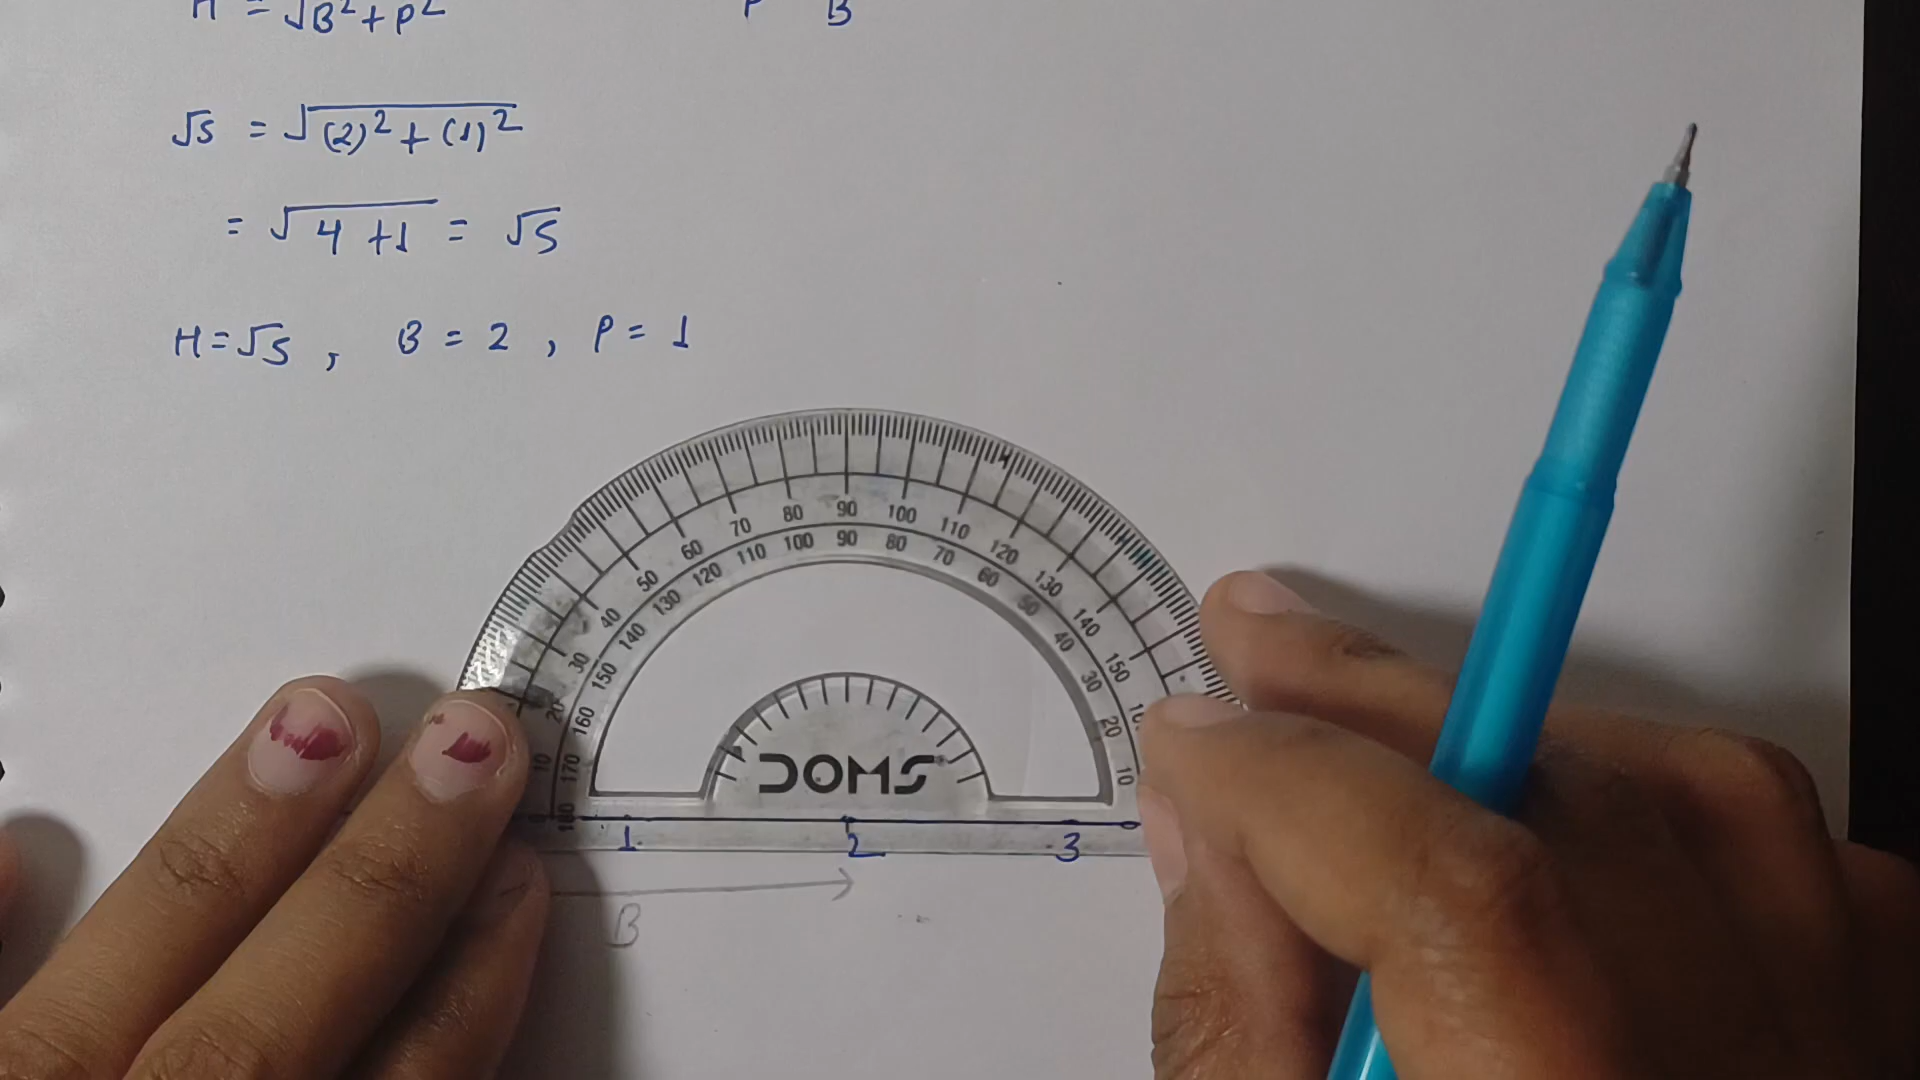 H = √B²+P²
P B
√5 = √(2)²+(1)²
= √4+1 = √5
H=√5, B = 2, P = 1
70 80 90 100 110
60 120
50 110 100 90 80 70 130
40 120 60 140
30 130 50 150
20 140 40
10 150 30
160 20
170 10
180
DOMS
1 2 3
B